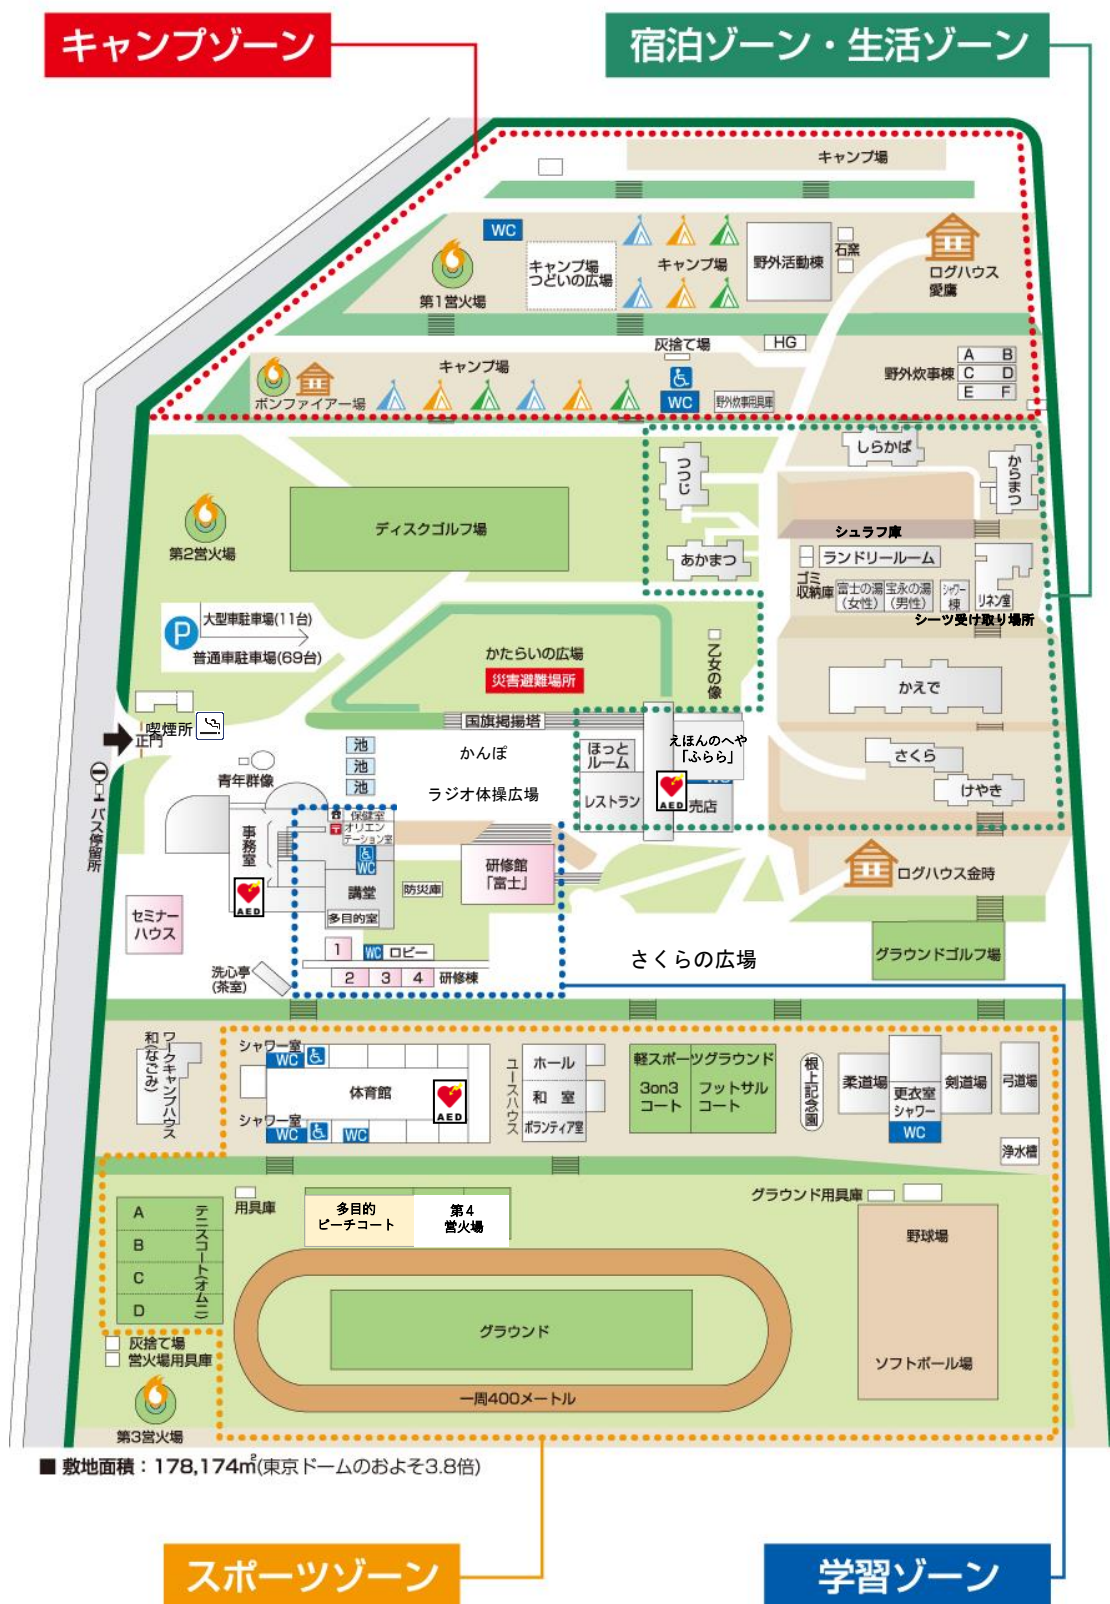 キャンプゾーン
宿泊ゾーン・生活ゾーン
キャンプ場
WC
キャンプ場
つどいの広場
キャンプ場
野外活動棟
石窯
ログハウス
愛鷹
第1営火場
灰捨て場
HG
キャンプ場
野外炊事棟
A B
C D
E F
ボンファイアー場
WC
野外炊事用具庫
つつじ
しらかば
からまつ
ディスクゴルフ場
第2営火場
あかまつ
シュラフ庫
ランドリールーム
ゴミ
収納庫
富士の湯
(女性)
宝永の湯
(男性)
シャワー
棟
リネン室
シーツ受け取り場所
P
大型車駐車場(11台)
普通車駐車場(69台)
かたらいの広場
災害避難場所
乙女の像
かえで
喫煙所
正門
国旗掲揚塔
えほんのへや
「ふらら」
ほっと
ルーム
池
池
池
かんぽ
さくら
青年群像
ラジオ体操広場
レストラン
AED
売店
けやき
バス停留所
事務室
保健室
オリエン
テーション室
WC
研修館
「富士」
ログハウス金時
AED
講堂
防災庫
セミナー
ハウス
多目的室
1
WC
ロビー
さくらの広場
グラウンドゴルフ場
洗心亭
(茶室)
2 3 4 研修棟
ワークキャンプハウス
和(なごみ)
シャワー室
WC
体育館
AED
シャワー室
WC
WC
ユースハウス
ホール
和 室
ボランティア室
軽スポーツグラウンド
3on3
コート
フットサル
コート
根上記念園
柔道場
更衣室
シャワー
WC
剣道場
弓道場
浄水槽
用具庫
多目的
ビーチコート
第4
営火場
グラウンド用具庫
A
B
C
D
テニスコート(オムニ)
野球場
グラウンド
ソフトボール場
灰捨て場
営火場用具庫
一周400メートル
第3営火場
■ 敷地面積：178,174㎡(東京ドームのおよそ3.8倍)
スポーツゾーン
学習ゾーン